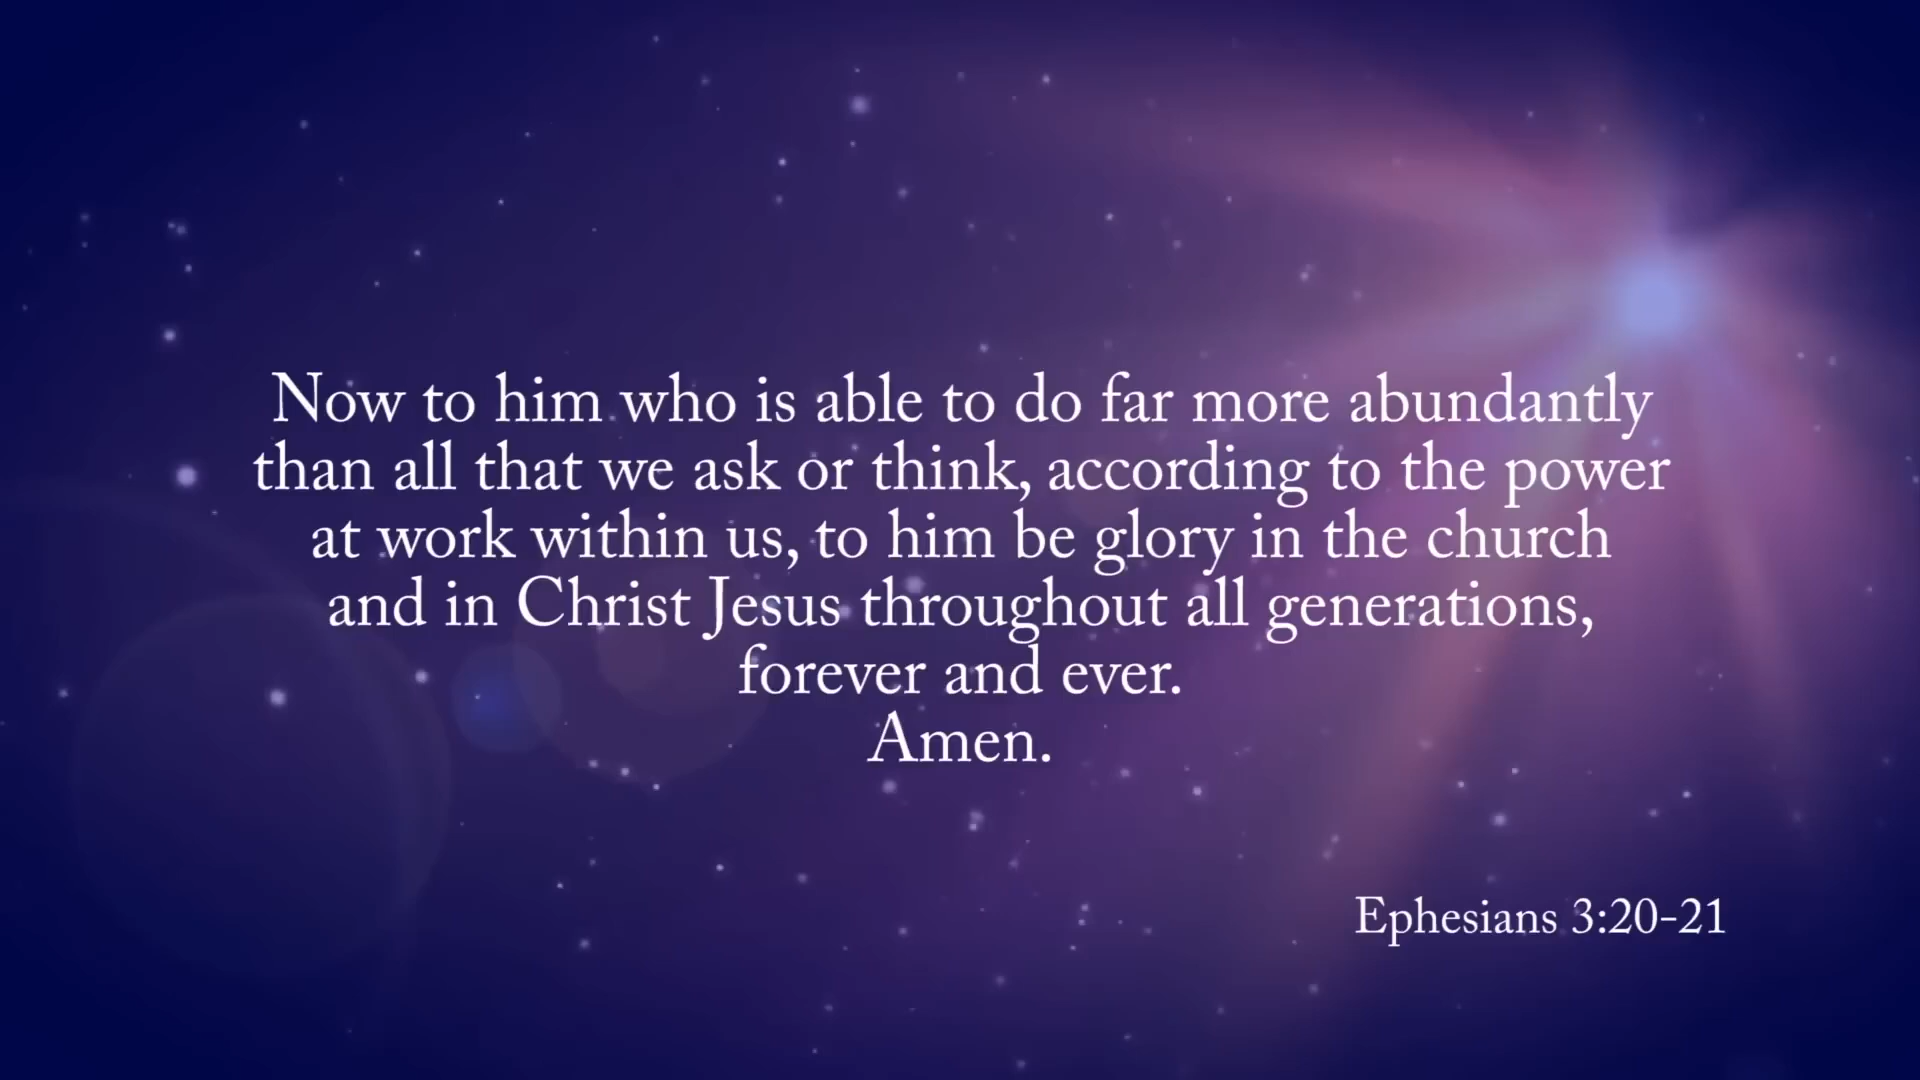 Now to him who is able to do far more abundantly
than all that we ask or think, according to the power
at work within us, to him be glory in the church
and in Christ Jesus throughout all generations,
forever and ever.
Amen.
Ephesians 3:20-21